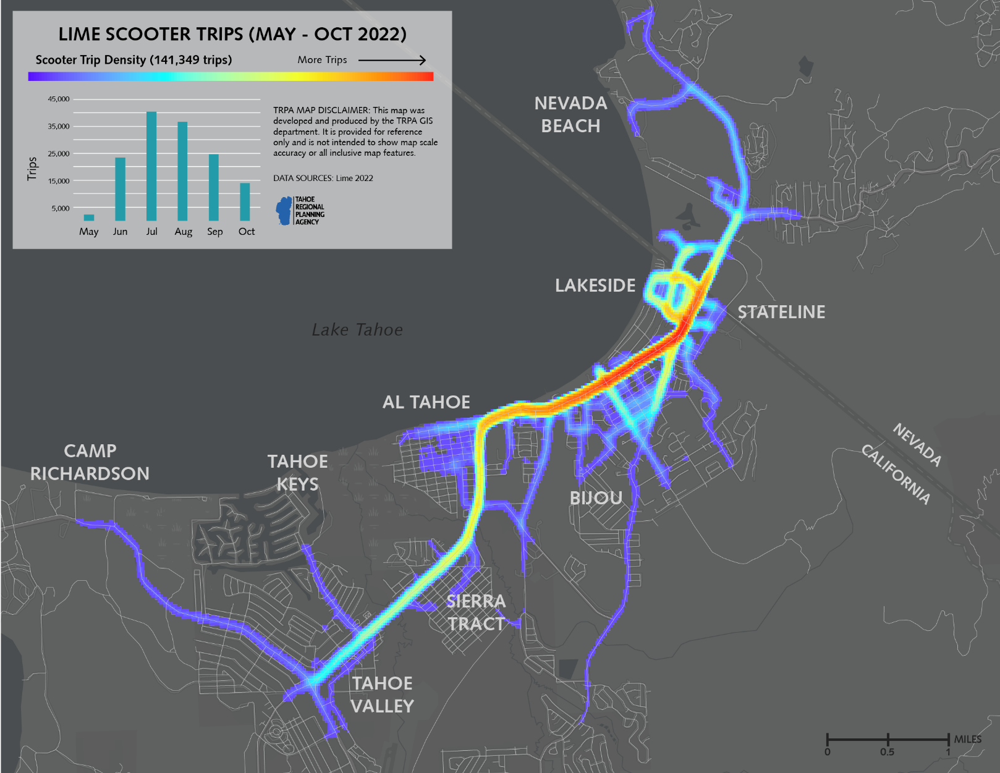 LIME SCOOTER TRIPS (MAY - OCT 2022)
Scooter Trip Density (141,349 trips)
More Trips
45,000
35,000
25,000
15,000
5,000
Trips
May
Jun
Jul
Aug
Sep
Oct
TRPA MAP DISCLAIMER: This map was
developed and produced by the TRPA GIS
department. It is provided for reference
only and is not intended to show map scale
accuracy or all inclusive map features.
DATA SOURCES: Lime 2022
TAHOE
REGIONAL
PLANNING
AGENCY
NEVADA
BEACH
LAKESIDE
STATELINE
Lake Tahoe
AL TAHOE
CAMP
RICHARDSON
TAHOE
KEYS
BIJOU
NEVADA
CALIFORNIA
SIERRA
TRACT
TAHOE
VALLEY
MILES
0
0.5
1